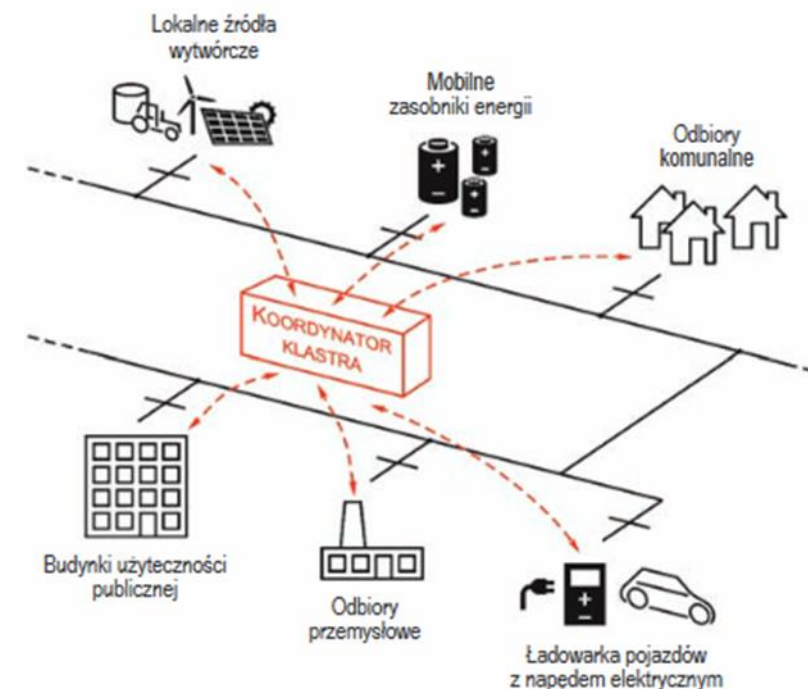 Lokalne źródła
wytwórcze
Mobilne
zasobniki energii
Odbiory
komunalne
KOORDYNATOR
KLASTRA
Budynki użyteczności
publicznej
Odbiory
przemysłowe
Ładowarka pojazdów
z napędem elektrycznym